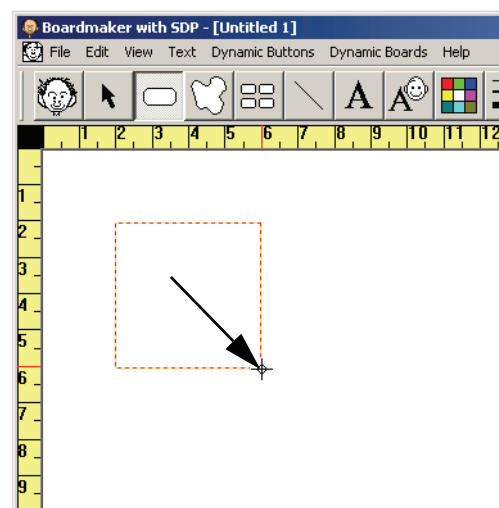 Boardmaker with SDP - [Untitled 1]
File Edit View Text Dynamic Buttons Dynamic Boards Help
A A
1 2 3 4 5 6 7 8 9 10 11 12
1
2
3
4
5
6
7
8
9